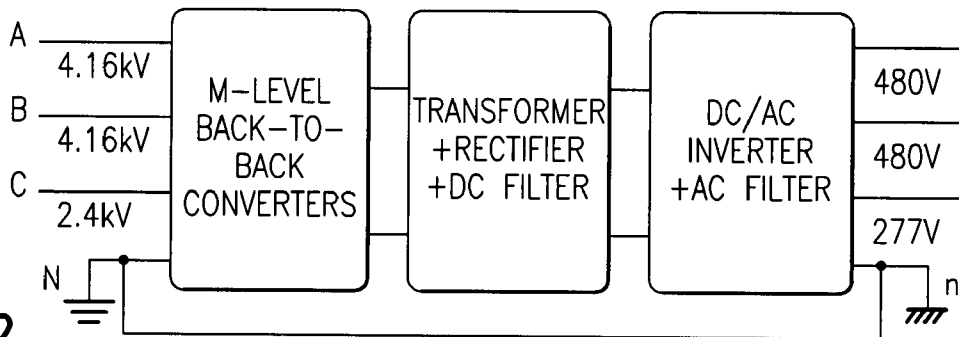 A
4.16kV
B
4.16kV
C
2.4kV
N
M-LEVEL
BACK-TO-
BACK
CONVERTERS
TRANSFORMER
+RECTIFIER
+DC FILTER
DC/AC
INVERTER
+AC FILTER
480V
480V
277V
n